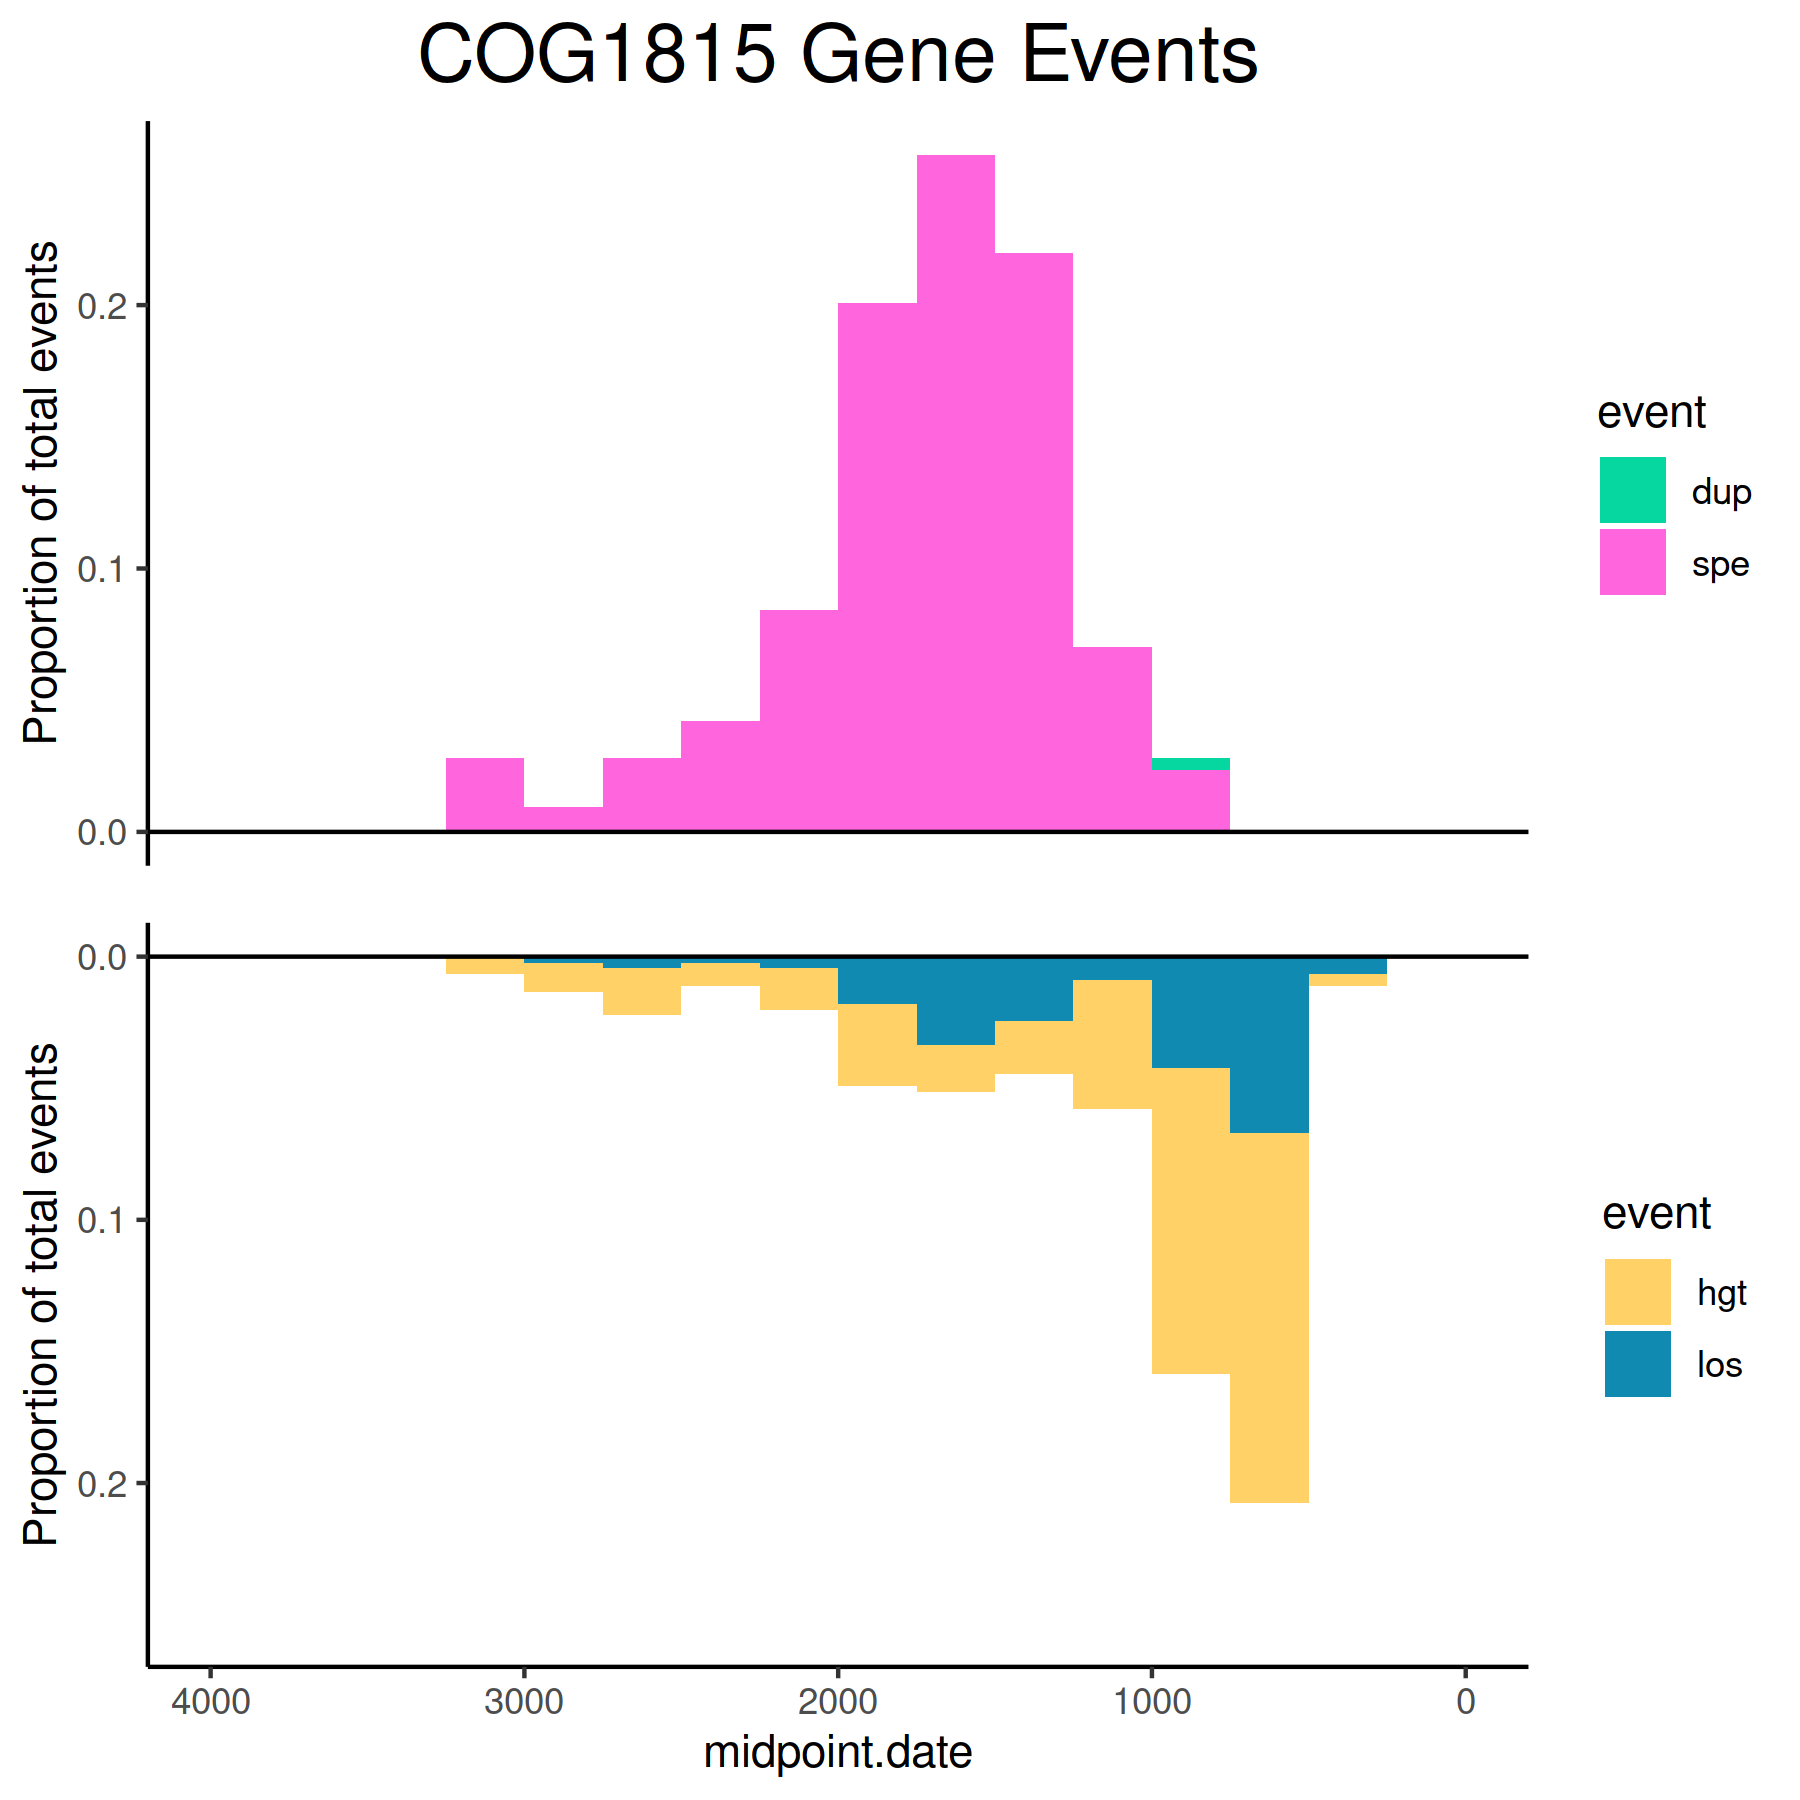 COG1815 Gene Events
Proportion of total events
0.2
0.1
0.0
event
dup
spe
Proportion of total events
0.0
0.1
0.2
event
hgt
los
4000 3000 2000 1000 0
midpoint.date